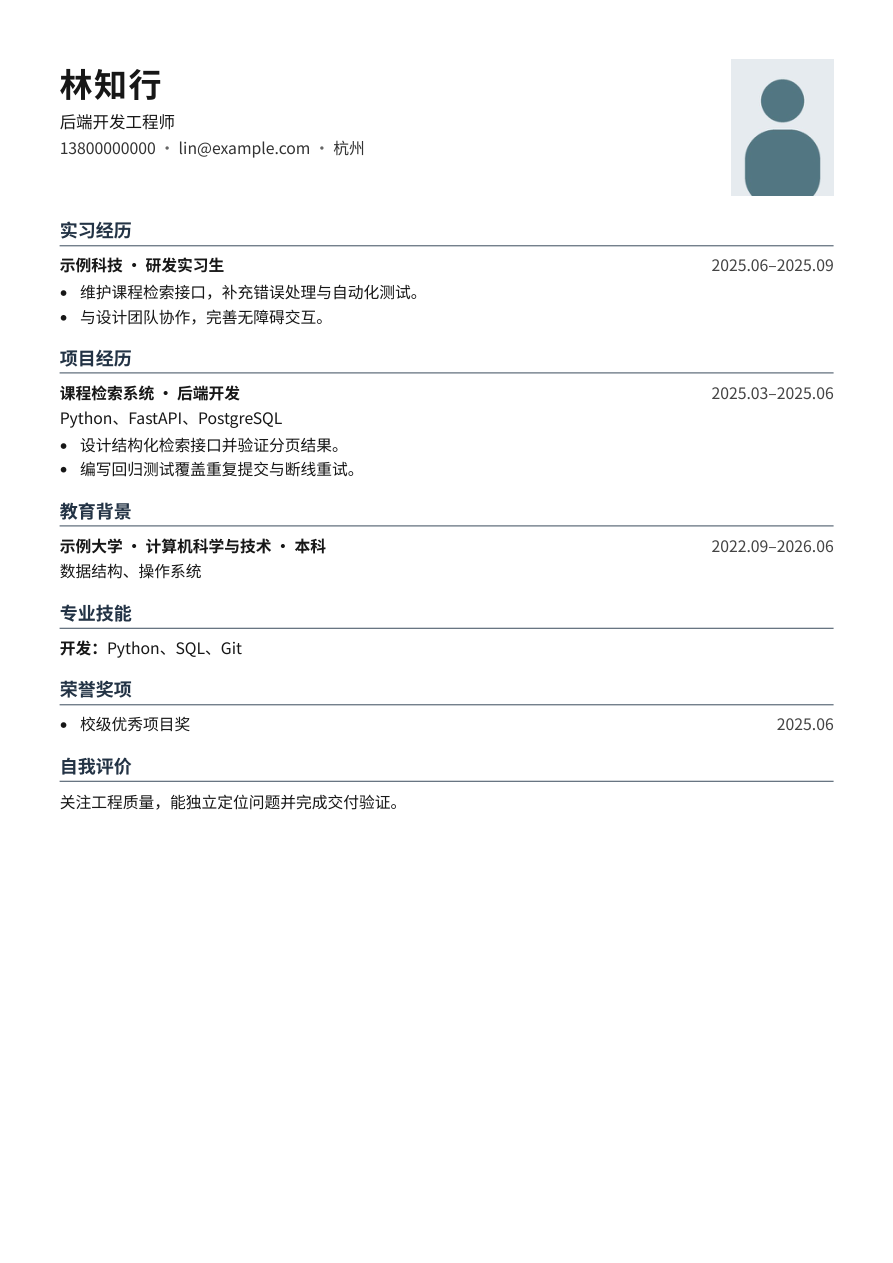 林知行
后端开发工程师
13800000000 • lin@example.com • 杭州
实习经历
示例科技 • 研发实习生 2025.06–2025.09
• 维护课程检索接口，补充错误处理与自动化测试。
• 与设计团队协作，完善无障碍交互。
项目经历
课程检索系统 • 后端开发 2025.03–2025.06
Python、FastAPI、PostgreSQL
• 设计结构化检索接口并验证分页结果。
• 编写回归测试覆盖重复提交与断线重试。
教育背景
示例大学 • 计算机科学与技术 • 本科 2022.09–2026.06
数据结构、操作系统
专业技能
开发：Python、SQL、Git
荣誉奖项
• 校级优秀项目奖 2025.06
自我评价
关注工程质量，能独立定位问题并完成交付验证。